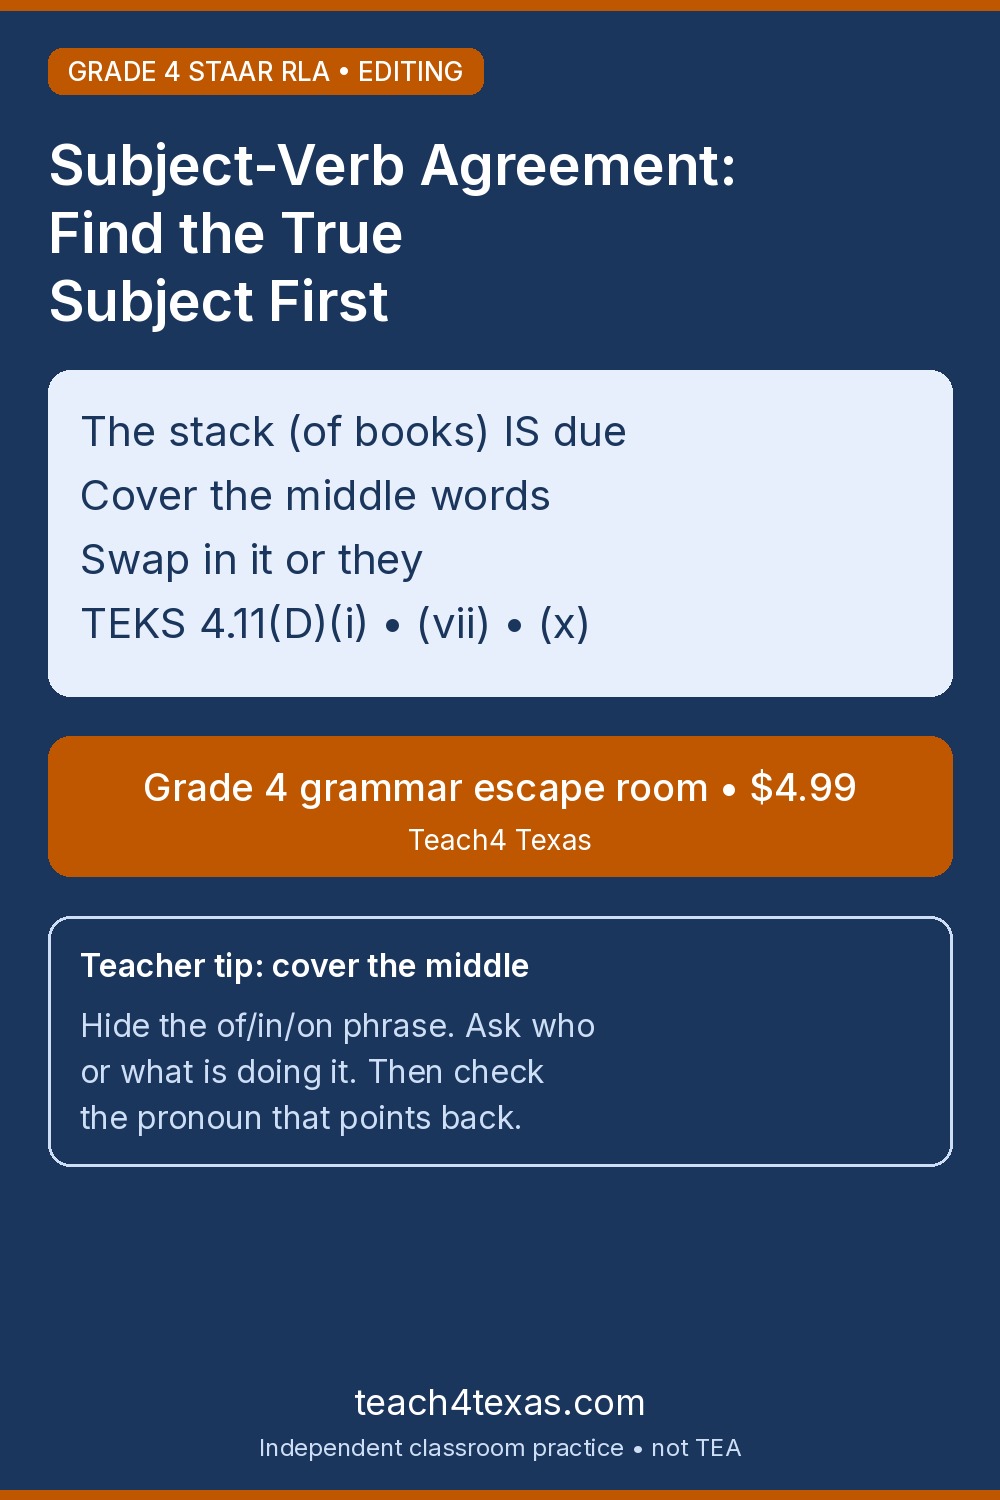 GRADE 4 STAAR RLA • EDITING
Subject-Verb Agreement:
Find the True
Subject First
The stack (of books) IS due
Cover the middle words
Swap in it or they
TEKS 4.11(D)(i) • (vii) • (x)
Grade 4 grammar escape room • $4.99
Teach4 Texas
Teacher tip: cover the middle
Hide the of/in/on phrase. Ask who
or what is doing it. Then check
the pronoun that points back.
teach4texas.com
Independent classroom practice • not TEA